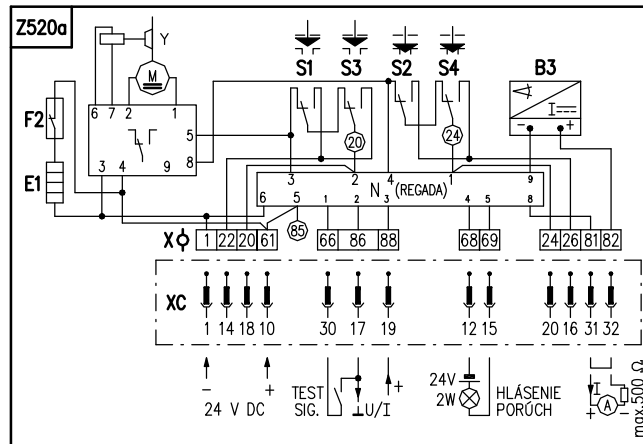 Z520a
Y
M
S1 S3 S2 S4 B3
I
- +
F2
E1
6 7 2 1
5
8
3 4 9
20 24
3 2 4 1 9
N (REGADA)
6 5 1 2 3 4 5 8
85
X 1 22 20 61 66 86 88 68 69 24 26 81 82
XC
1 14 18 10 30 17 19 12 15 20 16 31 32
- +
24 V DC
TEST
SIG.
U/I
+
24V
2W
HLÁSENIE
PORÚCH
I
A
+ -
max.500 Ω